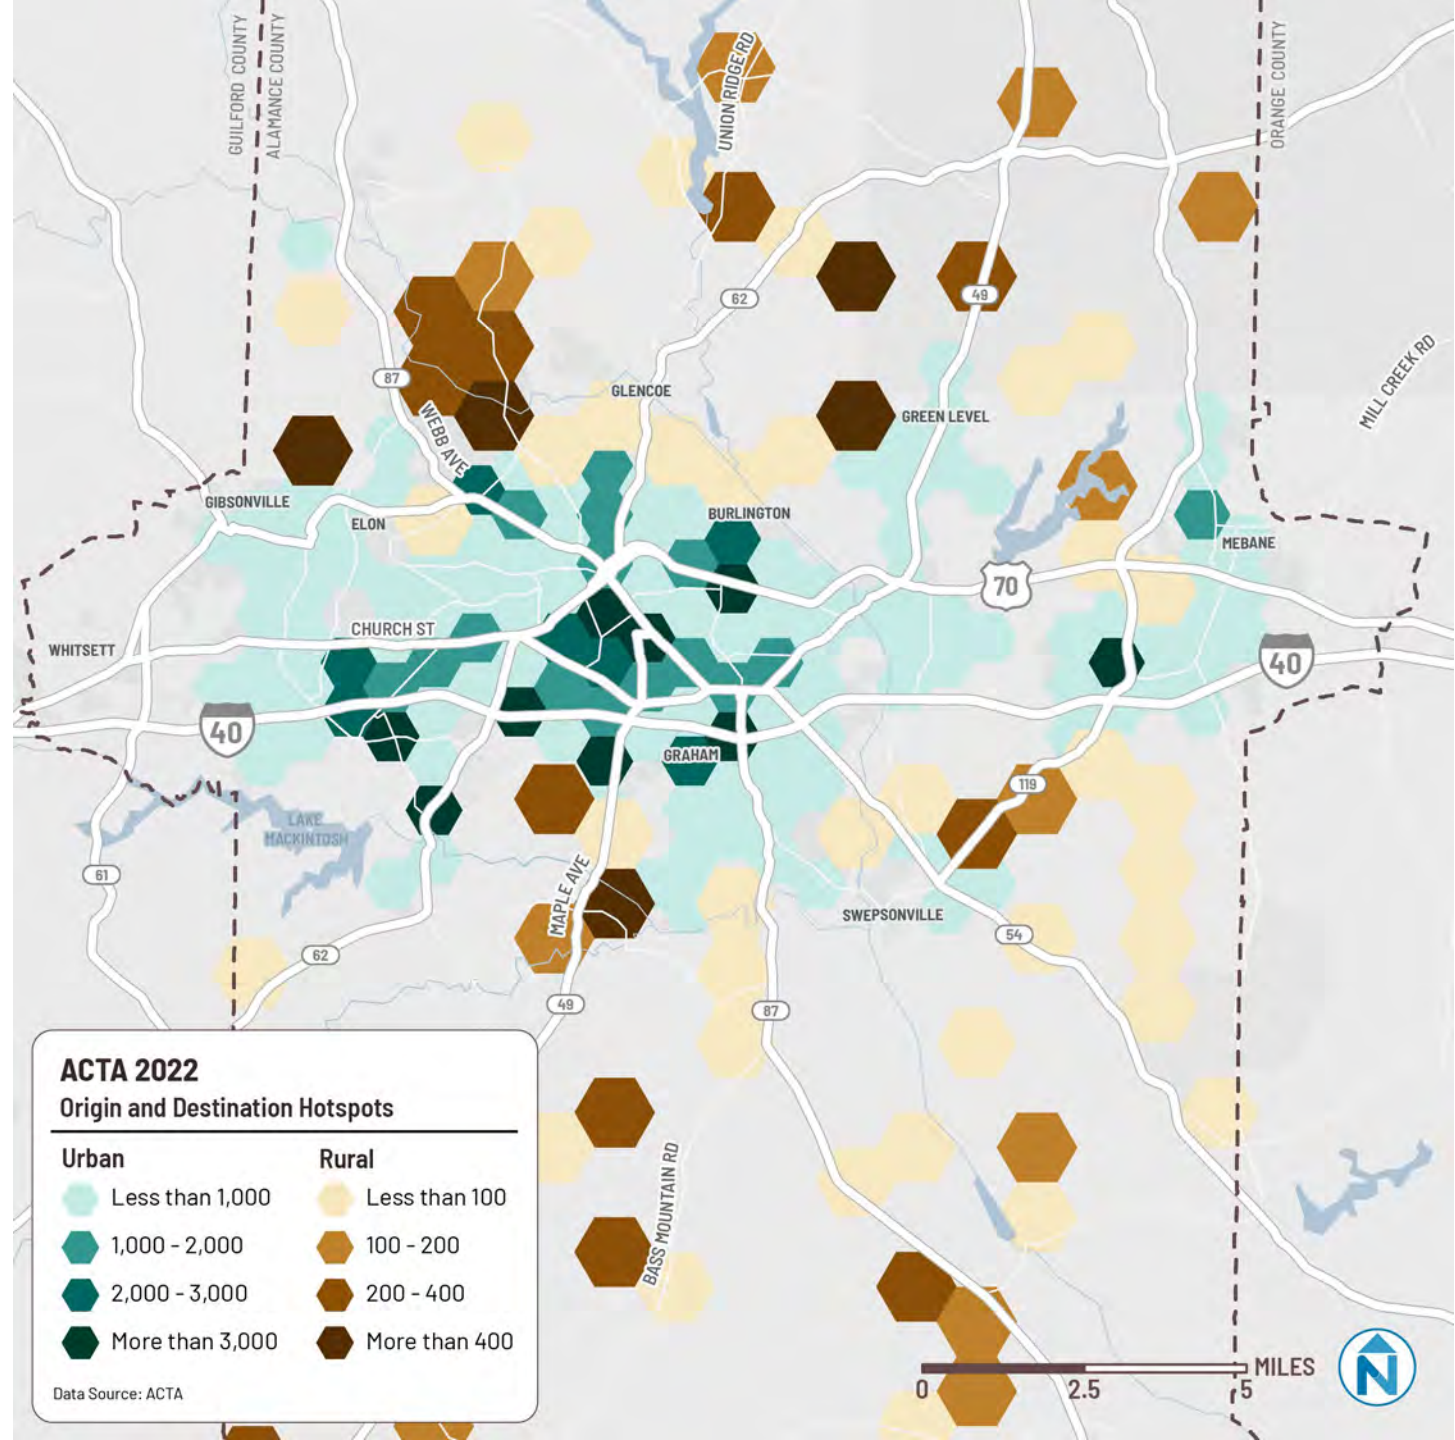 GUILFORD COUNTY
ALAMANCE COUNTY
UNION RIDGE RD
ORANGE COUNTY
62
49
MILL CREEK RD
87
GLENCOE
WEBB AVE
GREEN LEVEL
GIBSONVILLE
ELON
BURLINGTON
MEBANE
70
CHURCH ST
WHITSETT
40
40
GRAHAM
119
LAKE
MACKINTOSH
61
MAPLE AVE
SWEPSONVILLE
54
62
49
87
BASS MOUNTAIN RD
ACTA 2022
Origin and Destination Hotspots
Urban
Less than 1,000
1,000 - 2,000
2,000 - 3,000
More than 3,000
Rural
Less than 100
100 - 200
200 - 400
More than 400
Data Source: ACTA
MILES
0 2.5 5
N